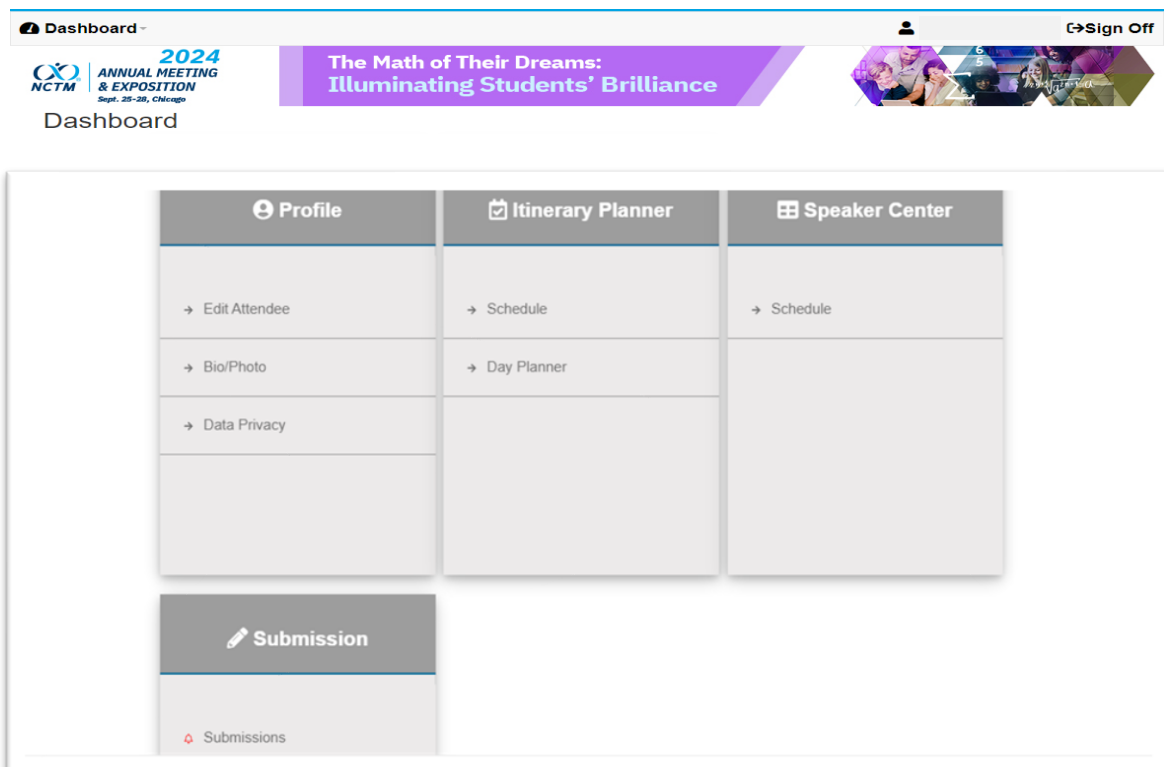 Dashboard
Sign Off
NCTM
2024
ANNUAL MEETING
& EXPOSITION
Sept. 25-28, Chicago
The Math of Their Dreams:
Illuminating Students' Brilliance
Dashboard
Profile
Itinerary Planner
Speaker Center
Edit Attendee
Schedule
Schedule
Bio/Photo
Day Planner
Data Privacy
Submission
Submissions